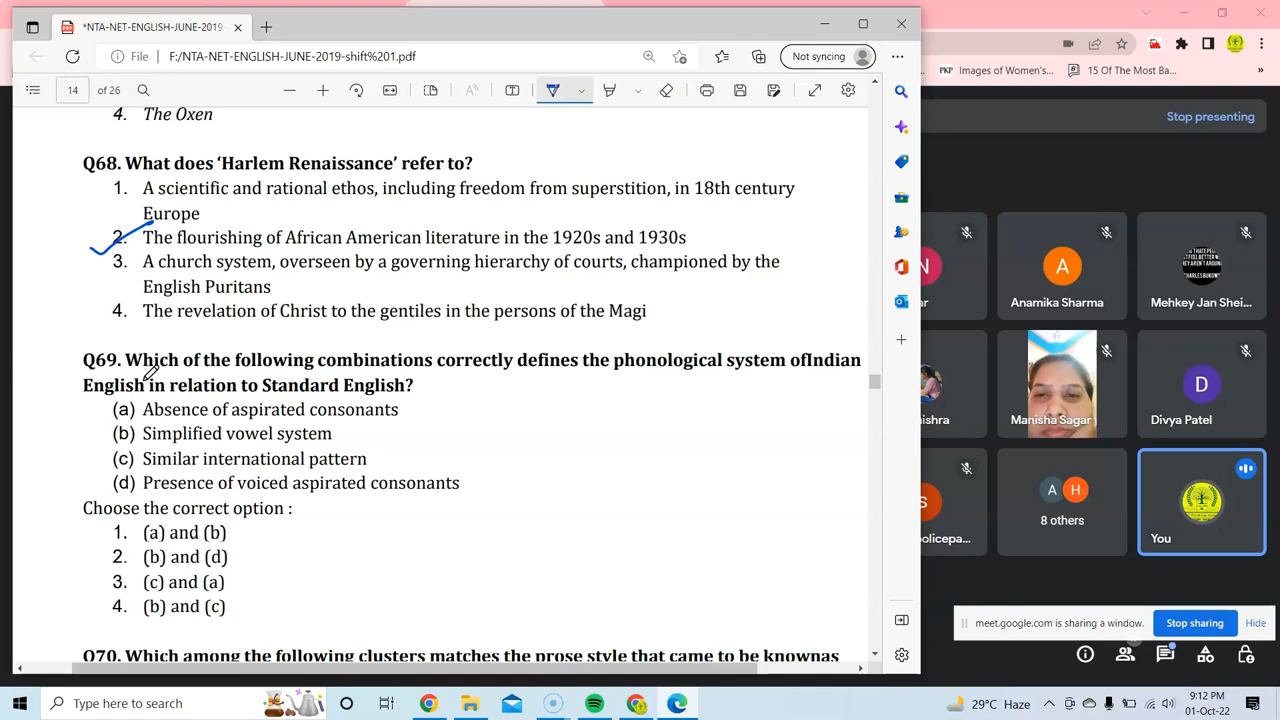 *NTA-NET-ENGLISH-JUNE-2019-
File
F:/NTA-NET-ENGLISH-JUNE-2019-shift%201.pdf
Not syncing
Images of Women's...
15 Of The Most Ba...
14 of 26
Stop presenting
4. The Oxen
Q68. What does ‘Harlem Renaissance’ refer to?
1. A scientific and rational ethos, including freedom from superstition, in 18th century
Europe
2. The flourishing of African American literature in the 1920s and 1930s
3. A church system, overseen by a governing hierarchy of courts, championed by the
English Puritans
4. The revelation of Christ to the gentiles in the persons of the Magi
Q69. Which of the following combinations correctly defines the phonological system ofIndian
English in relation to Standard English?
(a) Absence of aspirated consonants
(b) Simplified vowel system
(c) Similar international pattern
(d) Presence of voiced aspirated consonants
Choose the correct option :
1. (a) and (b)
2. (b) and (d)
3. (c) and (a)
4. (b) and (c)
Q70. Which among the following clusters matches the prose style that came to be knownas
N
ar
A
Anamika Sharma
Mehkey Jan Shei...
ishra
Manisha Sagar
D
Divya Patel
S
olicepa...
A H
8 others
You
meet.google.com is sharing a window.
Stop sharing
Hide
Type here to search
29°C Haze
9:12 PM
01-Oct-22